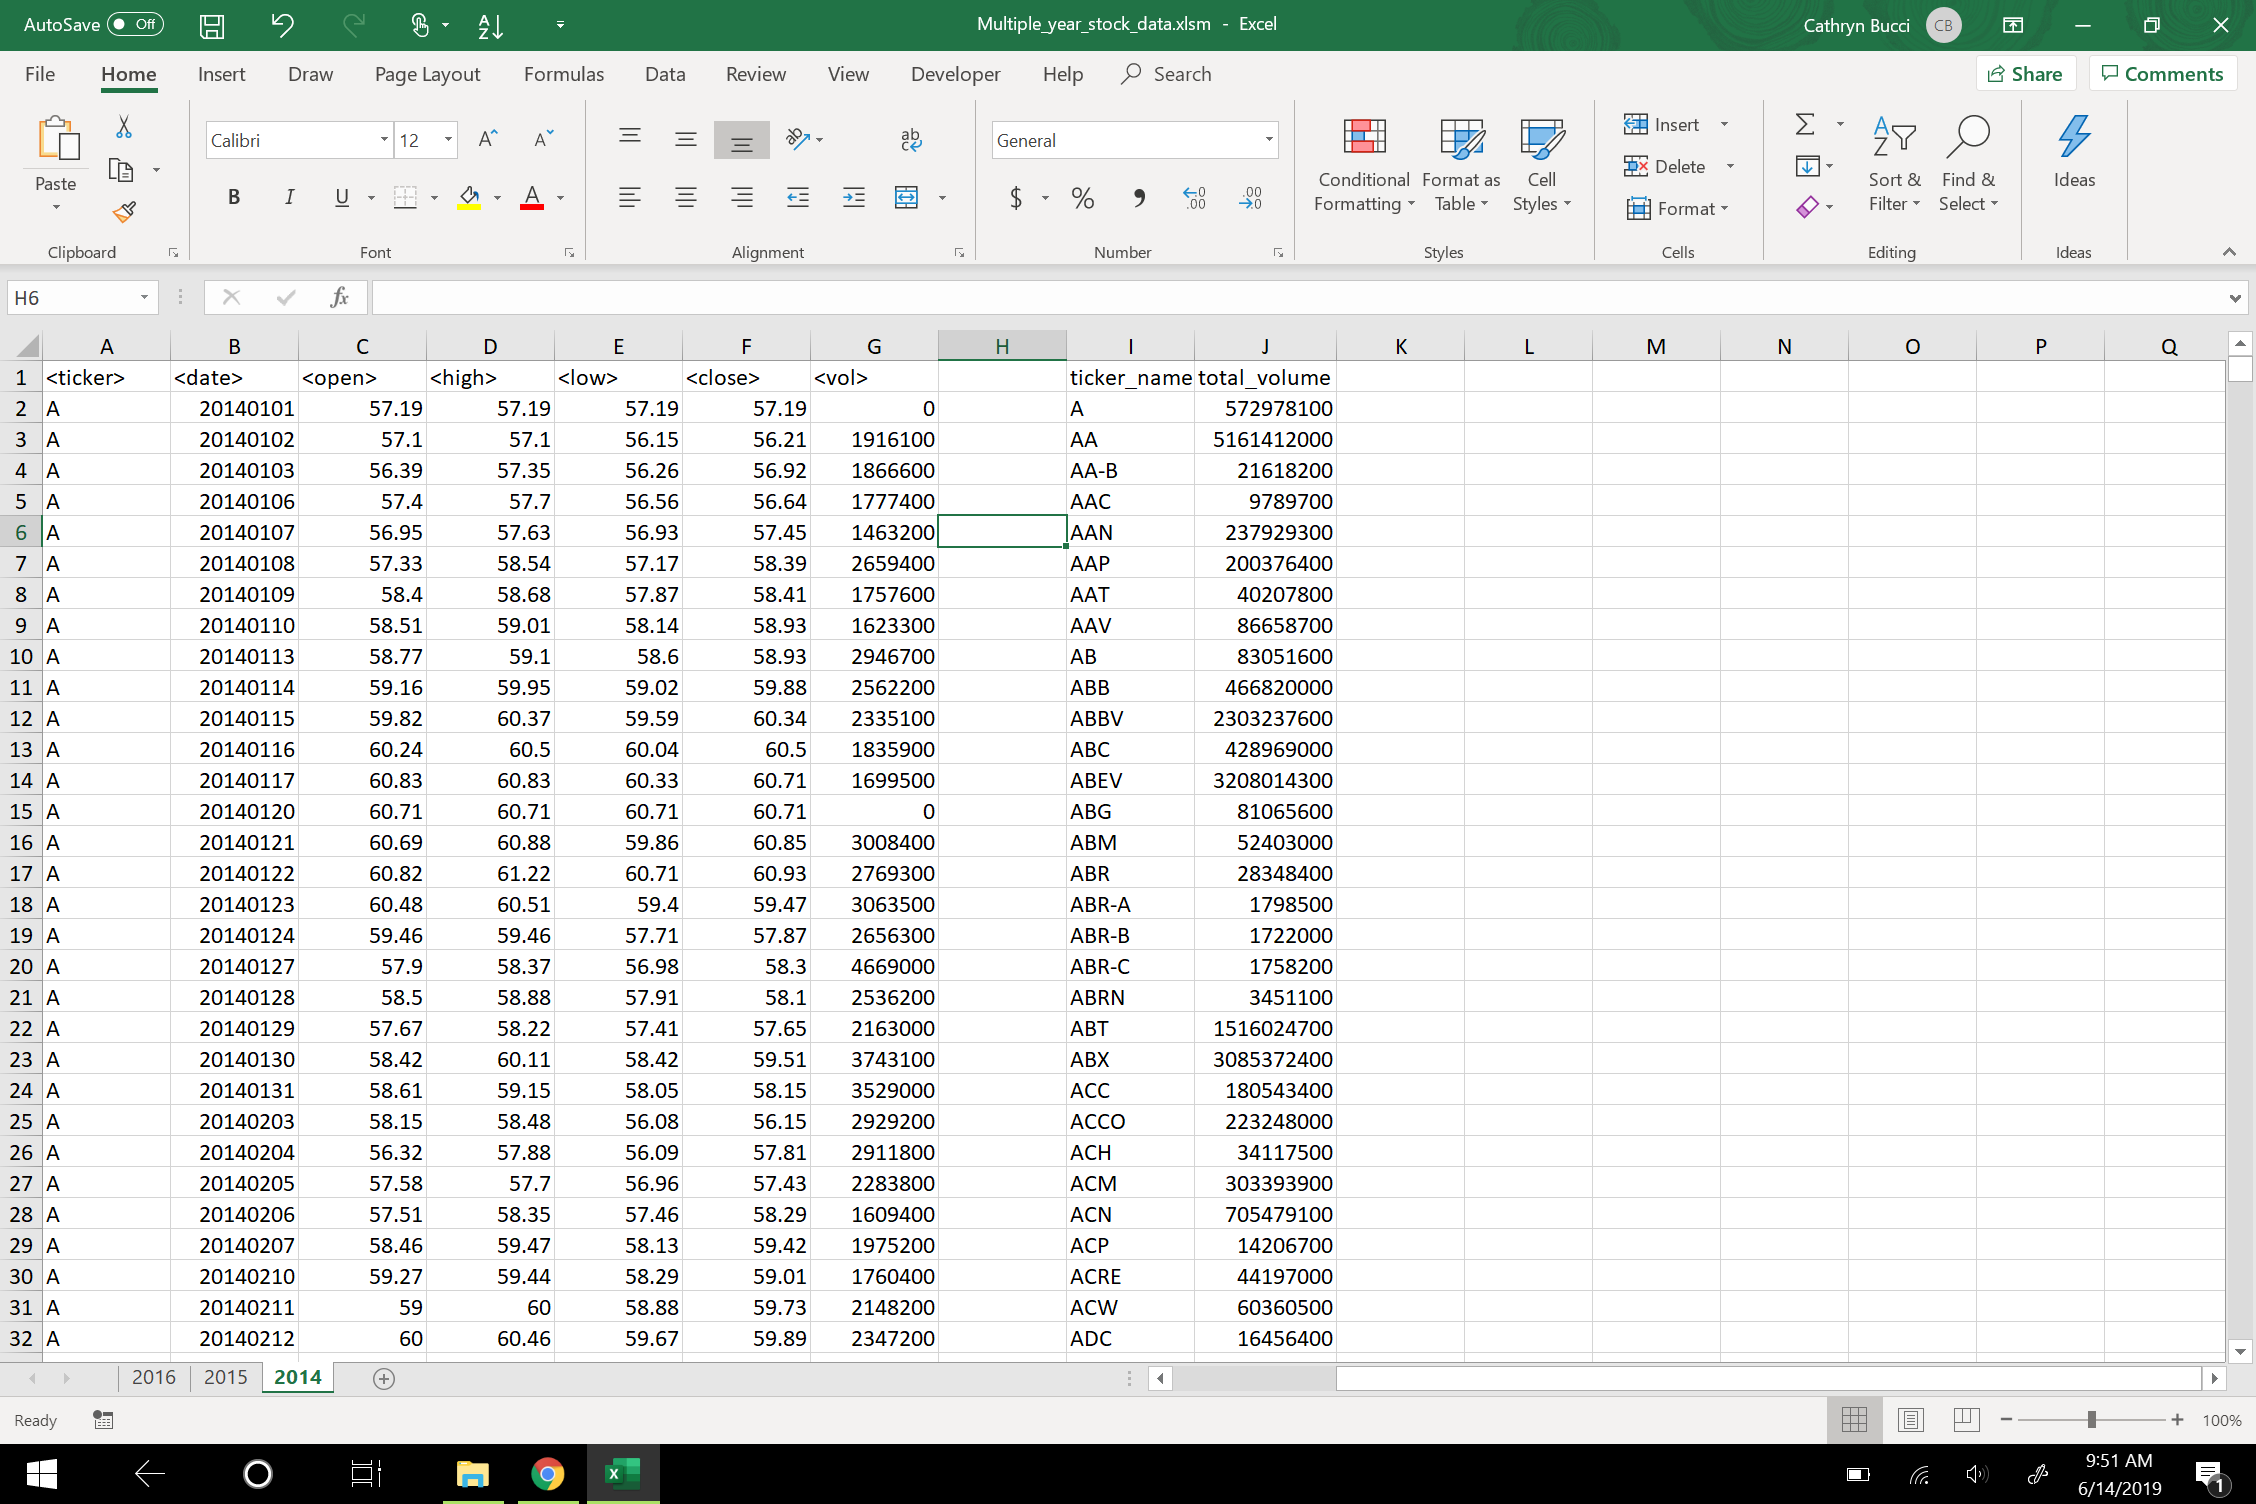 AutoSave Off Multiple_year_stock_data.xlsm - Excel Cathryn Bucci CB
File Home Insert Draw Page Layout Formulas Data Review View Developer Help Search Share Comments
Paste
Calibri 12
B I U A
ab c
General
$ % , .00 .0
Conditional Formatting
Format as Table
Cell Styles
Insert
Delete
Format
Sort & Filter
Find & Select
Ideas
Clipboard Font Alignment Number Styles Cells Editing Ideas
H6 fx
A B C D E F G H I J K L M N O P Q
1 <ticker> <date> <open> <high> <low> <close> <vol> ticker_name total_volume
2 A 20140101 57.19 57.19 57.19 57.19 0 A 572978100
3 A 20140102 57.1 57.1 56.15 56.21 1916100 AA 5161412000
4 A 20140103 56.39 57.35 56.26 56.92 1866600 AA-B 21618200
5 A 20140106 57.4 57.7 56.56 56.64 1777400 AAC 9789700
6 A 20140107 56.95 57.63 56.93 57.45 1463200 AAN 237929300
7 A 20140108 57.33 58.54 57.17 58.39 2659400 AAP 200376400
8 A 20140109 58.4 58.68 57.87 58.41 1757600 AAT 40207800
9 A 20140110 58.51 59.01 58.14 58.93 1623300 AAV 86658700
10 A 20140113 58.77 59.1 58.6 58.93 2946700 AB 83051600
11 A 20140114 59.16 59.95 59.02 59.88 2562200 ABB 466820000
12 A 20140115 59.82 60.37 59.59 60.34 2335100 ABBV 2303237600
13 A 20140116 60.24 60.5 60.04 60.5 1835900 ABC 428969000
14 A 20140117 60.83 60.83 60.33 60.71 1699500 ABEV 3208014300
15 A 20140120 60.71 60.71 60.71 60.71 0 ABG 81065600
16 A 20140121 60.69 60.88 59.86 60.85 3008400 ABM 52403000
17 A 20140122 60.82 61.22 60.71 60.93 2769300 ABR 28348400
18 A 20140123 60.48 60.51 59.4 59.47 3063500 ABR-A 1798500
19 A 20140124 59.46 59.46 57.71 57.87 2656300 ABR-B 1722000
20 A 20140127 57.9 58.37 56.98 58.3 4669000 ABR-C 1758200
21 A 20140128 58.5 58.88 57.91 58.1 2536200 ABRN 3451100
22 A 20140129 57.67 58.22 57.41 57.65 2163000 ABT 1516024700
23 A 20140130 58.42 60.11 58.42 59.51 3743100 ABX 3085372400
24 A 20140131 58.61 59.15 58.05 58.15 3529000 ACC 180543400
25 A 20140203 58.15 58.48 56.08 56.15 2929200 ACCO 223248000
26 A 20140204 56.32 57.88 56.09 57.81 2911800 ACH 34117500
27 A 20140205 57.58 57.7 56.96 57.43 2283800 ACM 303393900
28 A 20140206 57.51 58.35 57.46 58.29 1609400 ACN 705479100
29 A 20140207 58.46 59.47 58.13 59.42 1975200 ACP 14206700
30 A 20140210 59.27 59.44 58.29 59.01 1760400 ACRE 44197000
31 A 20140211 59 60 58.88 59.73 2148200 ACW 60360500
32 A 20140212 60 60.46 59.67 59.89 2347200 ADC 16456400
2016 2015 2014
Ready 100%
9:51 AM
6/14/2019
1